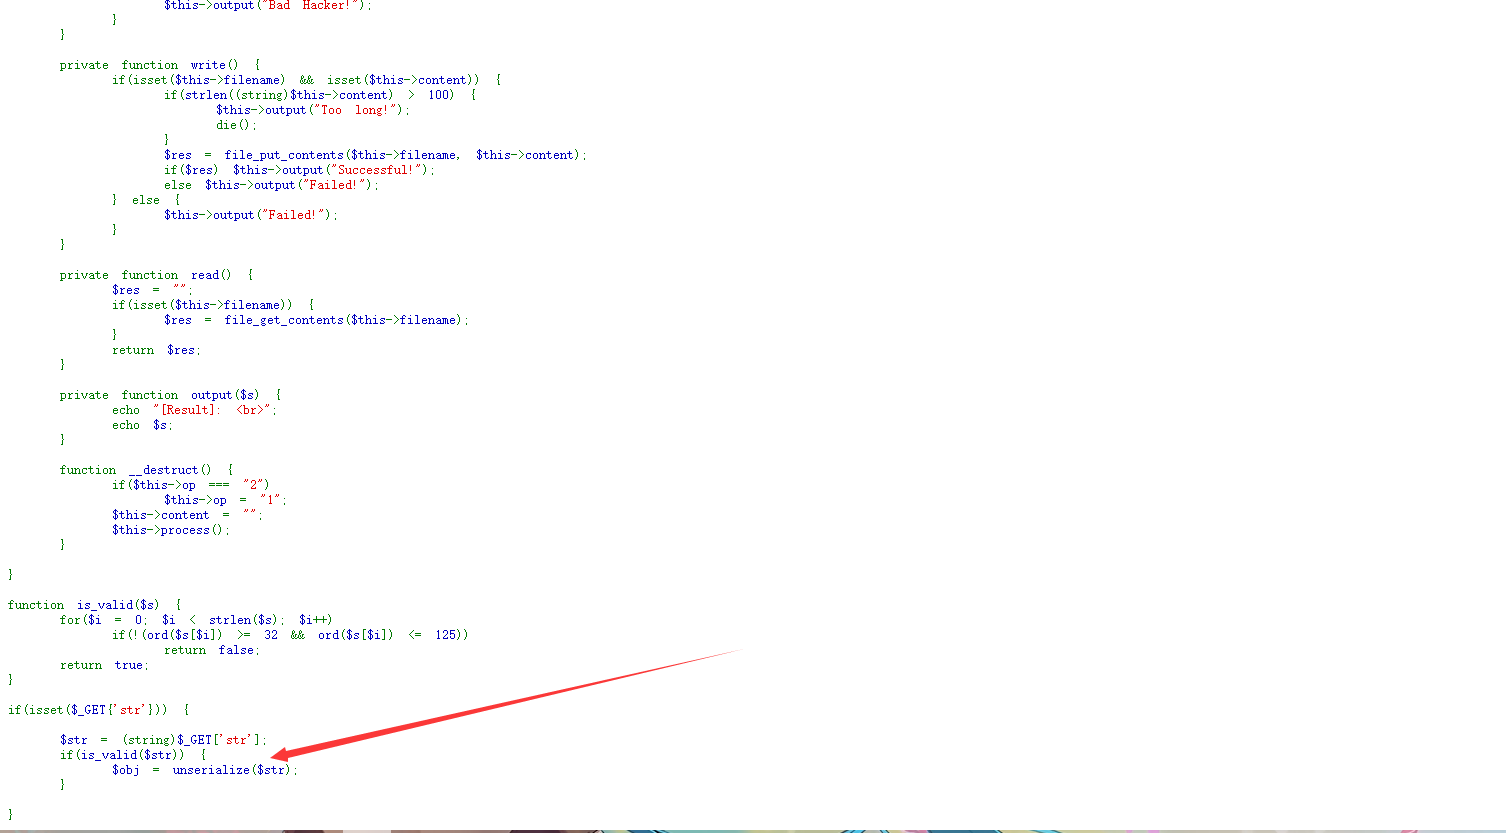 $this->output("Bad Hacker!");
}
}
private function write() {
if(isset($this->filename) && isset($this->content)) {
if(strlen((string)$this->content) > 100) {
$this->output("Too long!");
die();
}
$res = file_put_contents($this->filename, $this->content);
if($res) $this->output("Successful!");
else $this->output("Failed!");
} else {
$this->output("Failed!");
}
}
private function read() {
$res = "";
if(isset($this->filename)) {
$res = file_get_contents($this->filename);
}
return $res;
}
private function output($s) {
echo "[Result]: <br>";
echo $s;
}
function __destruct() {
if($this->op === "2")
$this->op = "1";
$this->content = "";
$this->process();
}
}
function is_valid($s) {
for($i = 0; $i < strlen($s); $i++)
if(!(ord($s[$i]) >= 32 && ord($s[$i]) <= 125))
return false;
return true;
}
if(isset($_GET{'str'})) {
$str = (string)$_GET['str'];
if(is_valid($str)) {
$obj = unserialize($str);
}
}